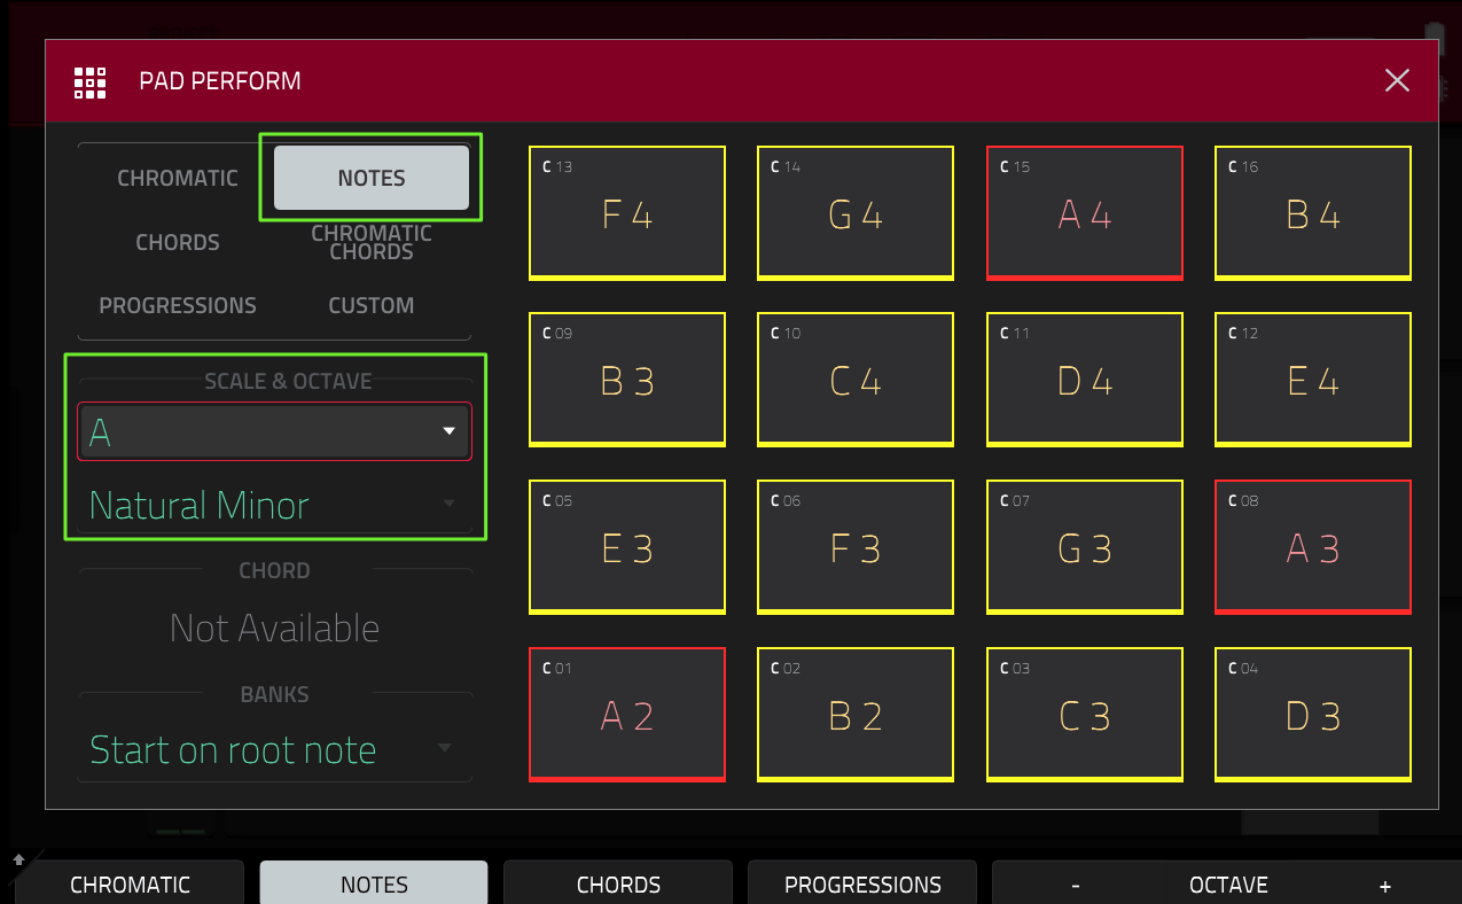 PAD PERFORM
CHROMATIC NOTES
CHORDS CHROMATIC CHORDS
PROGRESSIONS CUSTOM
SCALE & OCTAVE
A
Natural Minor
CHORD
Not Available
BANKS
Start on root note
C 13 C 14 C 15 C 16
F 4 G 4 A 4 B 4
C 09 C 10 C 11 C 12
B 3 C 4 D 4 E 4
C 05 C 06 C 07 C 08
E 3 F 3 G 3 A 3
C 01 C 02 C 03 C 04
A 2 B 2 C 3 D 3
CHROMATIC NOTES CHORDS PROGRESSIONS - OCTAVE +